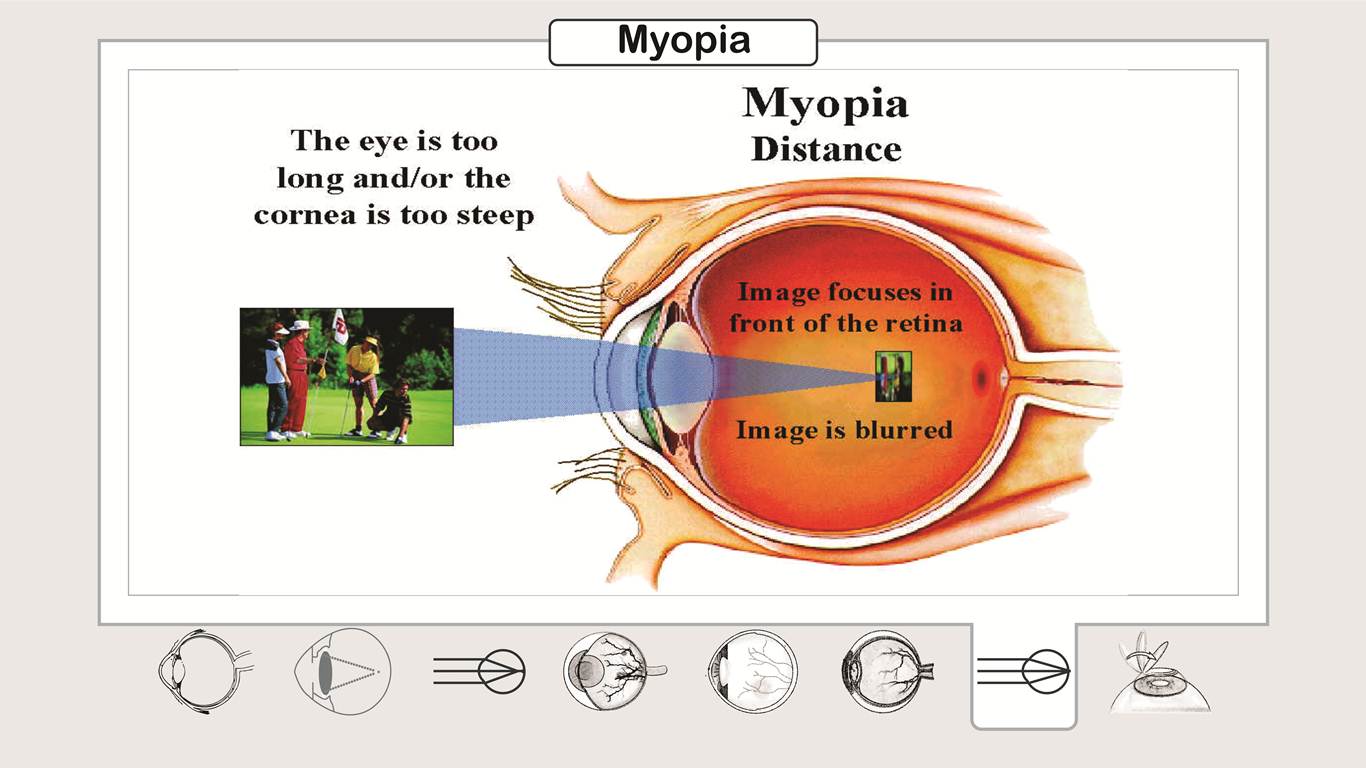 Myopia
Myopia
Distance
The eye is too
long and/or the
cornea is too steep
Image focuses in
front of the retina
Image is blurred